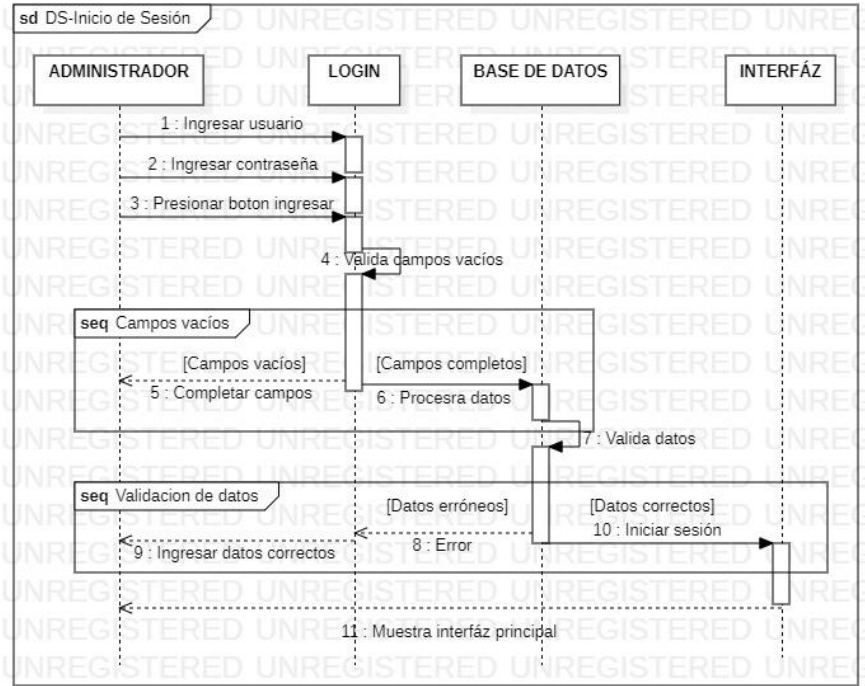 sd DS-Inicio de Sesión
ADMINISTRADOR
LOGIN
BASE DE DATOS
INTERFÁZ
1 : Ingresar usuario
2 : Ingresar contraseña
3 : Presionar boton ingresar
4 : Valida campos vacíos
seq Campos vacíos
[Campos vacíos]
[Campos completos]
5 : Completar campos
6 : Procesra datos
7 : Valida datos
seq Validacion de datos
[Datos erróneos]
[Datos correctos]
10 : Iniciar sesión
8 : Error
9 : Ingresar datos correctos
11 : Muestra interfáz principal
UNREGISTERED UNREGISTERED UNREGISTERED